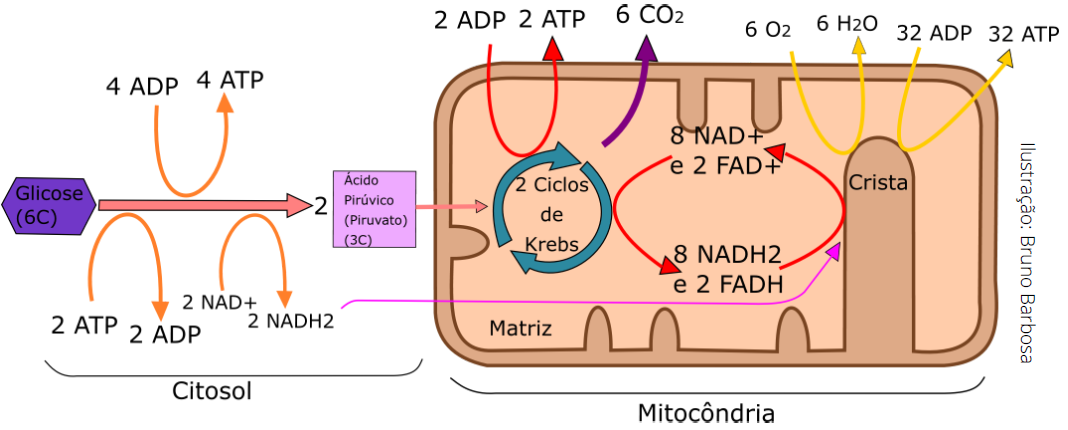 2 ADP 2 ATP 6 CO2
6 O2 6 H2O 32 ADP 32 ATP
4 ADP 4 ATP
8 NAD+
e 2 FAD+
Glicose
(6C)
2
Ácido
Pirúvico
(Piruvato)
(3C)
2 Ciclos
de
Krebs
Crista
8 NADH2
e 2 FADH
2 ATP 2 ADP
2 NAD+
2 NADH2
Matriz
Citosol
Mitocôndria
Ilustração: Bruno Barbosa